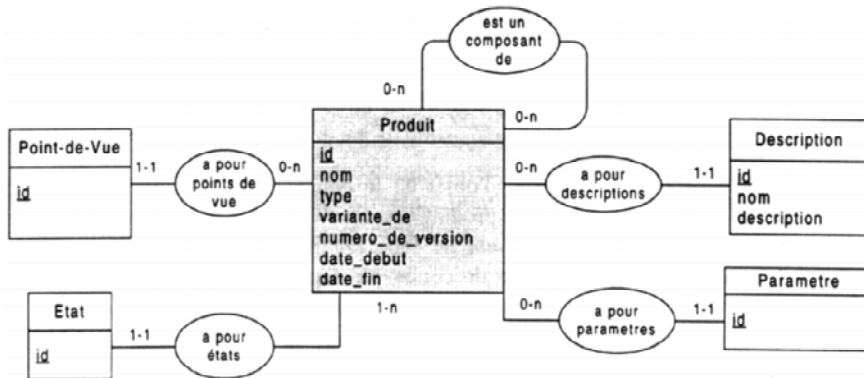 est un
composant
de
0-n
0-n
Produit
id
nom
type
variante_de
numero_de_version
date_debut
date_fin
Point-de-Vue
id
1-1
a pour
points de
vue
0-n
0-n
a pour
descriptions
1-1
Description
id
nom
description
Etat
id
1-1
a pour
états
1-n
0-n
a pour
parametres
1-1
Parametre
id